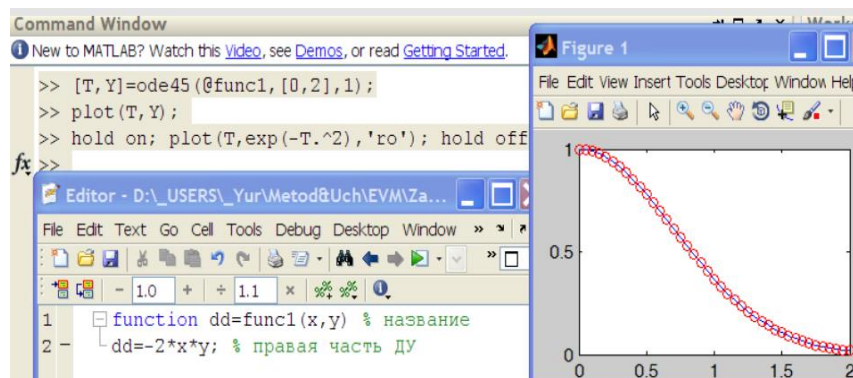 Command Window
New to MATLAB? Watch this Video, see Demos, or read Getting Started.
>> [T,Y]=ode45(@func1,[0,2],1);
>> plot(T,Y);
>> hold on; plot(T,exp(-T.^2),'ro'); hold off
fx >>
Editor - D:\_USERS\_Yur\Metod&Uch\EVM\Za...
File Edit Text Go Cell Tools Debug Desktop Window »
- 1.0 + ÷ 1.1 ×
1 function dd=func1(x,y) % название
2 - dd=-2*x*y; % правая часть ДУ
Figure 1
File Edit View Insert Tools Desktop Window Help
1
0.5
0
0 0.5 1 1.5 2